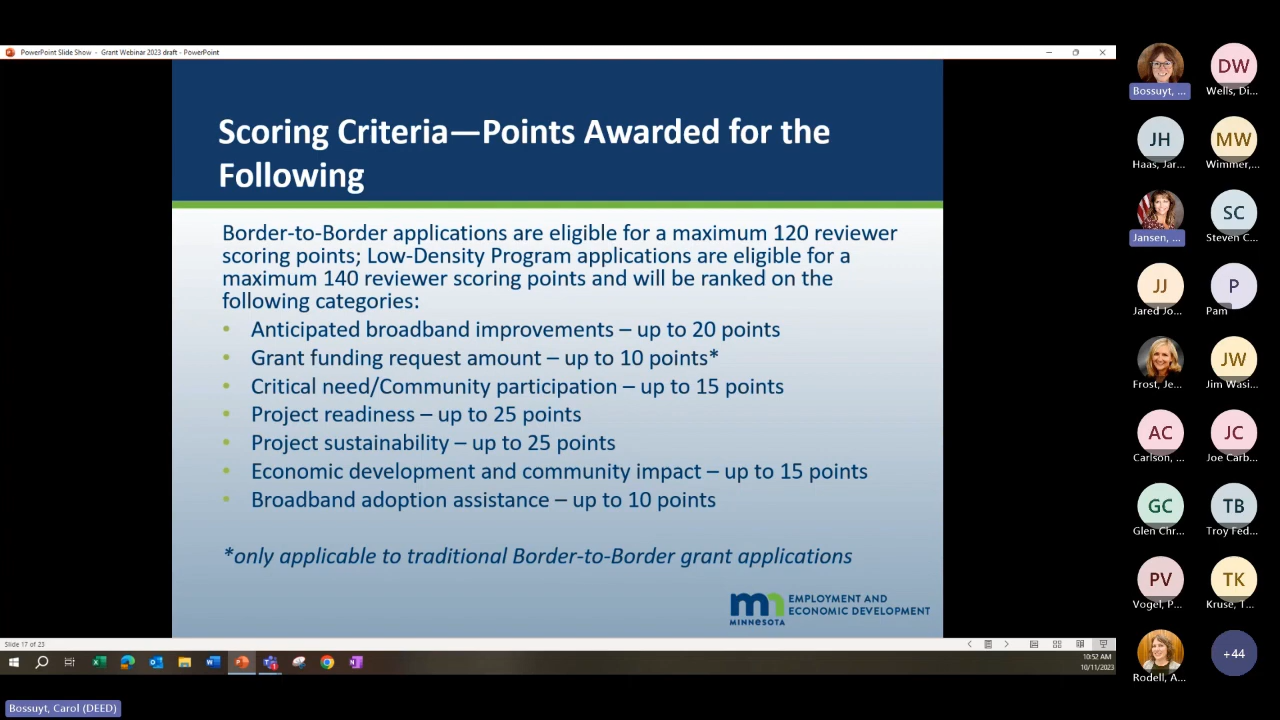 PowerPoint Slide Show - Grant Webinar 2023 draft - PowerPoint
Scoring Criteria—Points Awarded for the
Following
Border-to-Border applications are eligible for a maximum 120 reviewer
scoring points; Low-Density Program applications are eligible for a
maximum 140 reviewer scoring points and will be ranked on the
following categories:
• Anticipated broadband improvements – up to 20 points
• Grant funding request amount – up to 10 points*
• Critical need/Community participation – up to 15 points
• Project readiness – up to 25 points
• Project sustainability – up to 25 points
• Economic development and community impact – up to 15 points
• Broadband adoption assistance – up to 10 points
*only applicable to traditional Border-to-Border grant applications
mn
MINNESOTA
EMPLOYMENT AND
ECONOMIC DEVELOPMENT
Slide 17 of 23
10:52 AM
10/11/2023
Bossuyt, Carol (DEED)
Bossuyt, ...
DW
Wells, Di...
JH
Haas, Jar...
MW
Wimmer,...
Jansen, ...
SC
Steven C...
JJ
Jared Jo...
P
Pam
Frost, Je...
JW
Jim Wasi...
AC
Carlson, ...
JC
Joe Carb...
GC
Glen Chr...
TB
Troy Fed...
PV
Vogel, P...
TK
Kruse, T...
Rodell, A...
+44